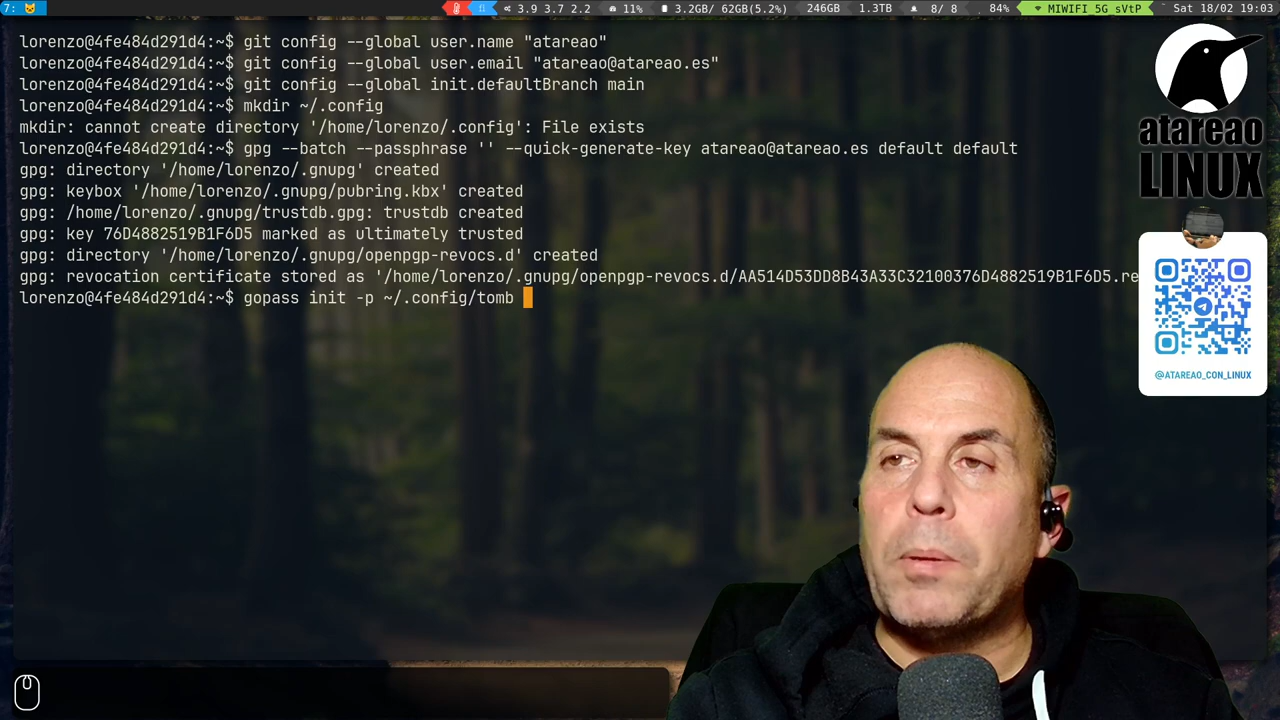 7:
3.9 3.7 2.2 11% 3.2GB/ 62GB(5.2%) 246GB 1.3TB 8/ 8 84% MIWIFI 5G sVtP Sat 18/02 19:03
lorenzo@4fe484d291d4:~$ git config --global user.name "atareao"
lorenzo@4fe484d291d4:~$ git config --global user.email "atareao@atareao.es"
lorenzo@4fe484d291d4:~$ git config --global init.defaultBranch main
lorenzo@4fe484d291d4:~$ mkdir ~/.config
mkdir: cannot create directory '/home/lorenzo/.config': File exists
lorenzo@4fe484d291d4:~$ gpg --batch --passphrase '' --quick-generate-key atareao@atareao.es default default
gpg: directory '/home/lorenzo/.gnupg' created
gpg: keybox '/home/lorenzo/.gnupg/pubring.kbx' created
gpg: /home/lorenzo/.gnupg/trustdb.gpg: trustdb created
gpg: key 76D4882519B1F6D5 marked as ultimately trusted
gpg: directory '/home/lorenzo/.gnupg/openpgp-revocs.d' created
gpg: revocation certificate stored as '/home/lorenzo/.gnupg/openpgp-revocs.d/AA514D53DD8B43A33C32100376D4882519B1F6D5.re
lorenzo@4fe484d291d4:~$ gopass init -p ~/.config/tomb
atareao
LINUX
@ATAREAO_CON_LINUX